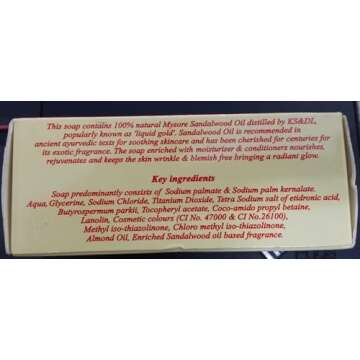 This soap contains 100% natural Mysore Sandalwood Oil distilled by KS&DL,
popularly known as 'liquid gold'. Sandalwood Oil is recommended in
ancient ayurvedic texts for soothing skincare and has been cherished for centuries for
its exotic fragrance. The soap enriched with moisturizer & conditioners nourishes,
rejuvenates and keeps the skin wrinkle & blemish free bringing a radiant glow.
Key ingredients
Soap predominantly consists of Sodium palmate & Sodium palm kernalate.
Aqua, Glycerine, Sodium Chloride, Titanium Dioxide, Tetra Sodium salt of etidronic acid,
Butyrospermum parkii, Tocopheryl acetate, Coco-amido propyl betaine,
Lanolin, Cosmetic colours (CI No. 47000 & CI No.26100),
Methyl iso-thiazolinone, Chloro methyl iso-thiazolinone,
Almond Oil, Enriched Sandalwood oil based fragrance.